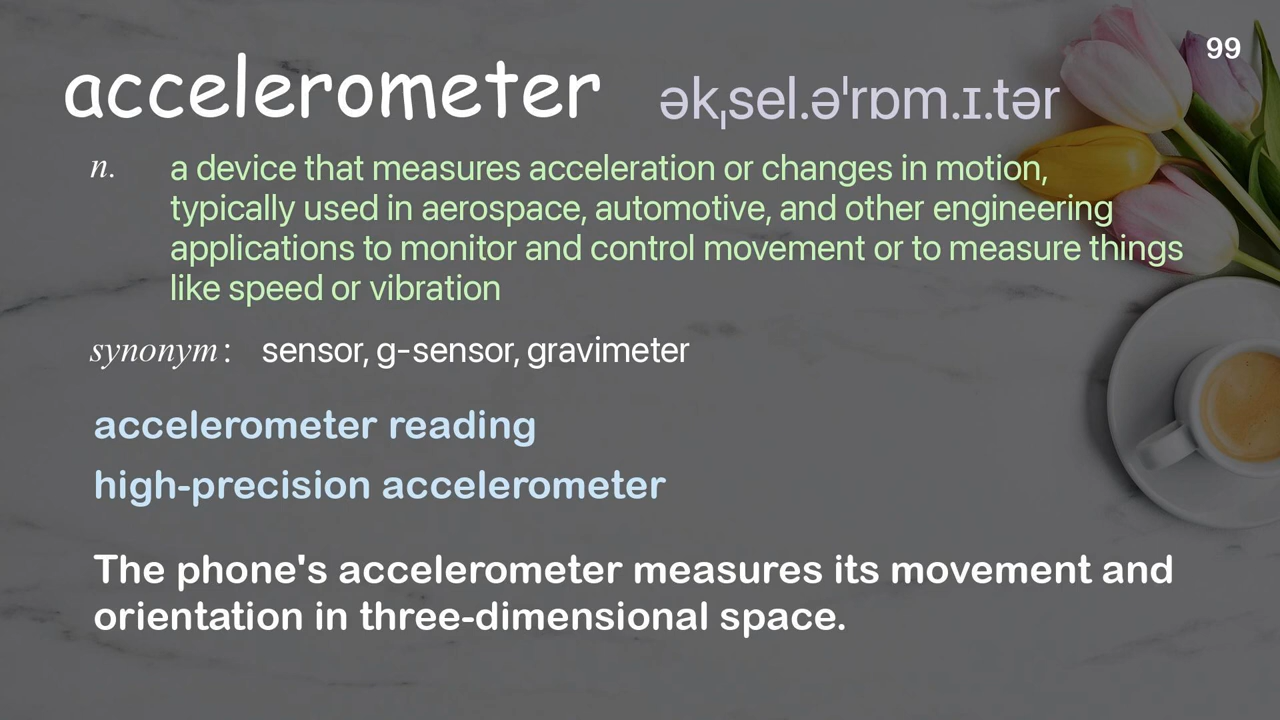 99
accelerometer əkˌsel.əˈrɒm.ɪ.tər
n. a device that measures acceleration or changes in motion,
typically used in aerospace, automotive, and other engineering
applications to monitor and control movement or to measure things
like speed or vibration
synonym: sensor, g-sensor, gravimeter
accelerometer reading
high-precision accelerometer
The phone's accelerometer measures its movement and
orientation in three-dimensional space.